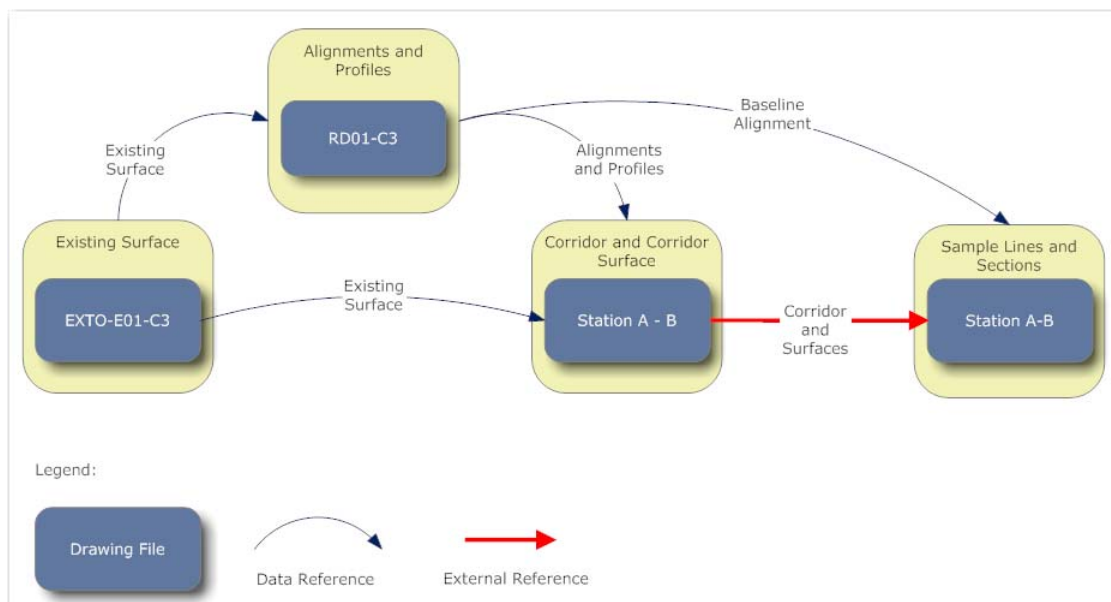 Alignments and
Profiles
RD01-C3
Baseline
Alignment
Existing
Surface
Alignments
and Profiles
Existing Surface
EXTO-E01-C3
Existing
Surface
Corridor and Corridor
Surface
Station A - B
Corridor
and
Surfaces
Sample Lines and
Sections
Station A-B
Legend:
Drawing File
Data Reference
External Reference